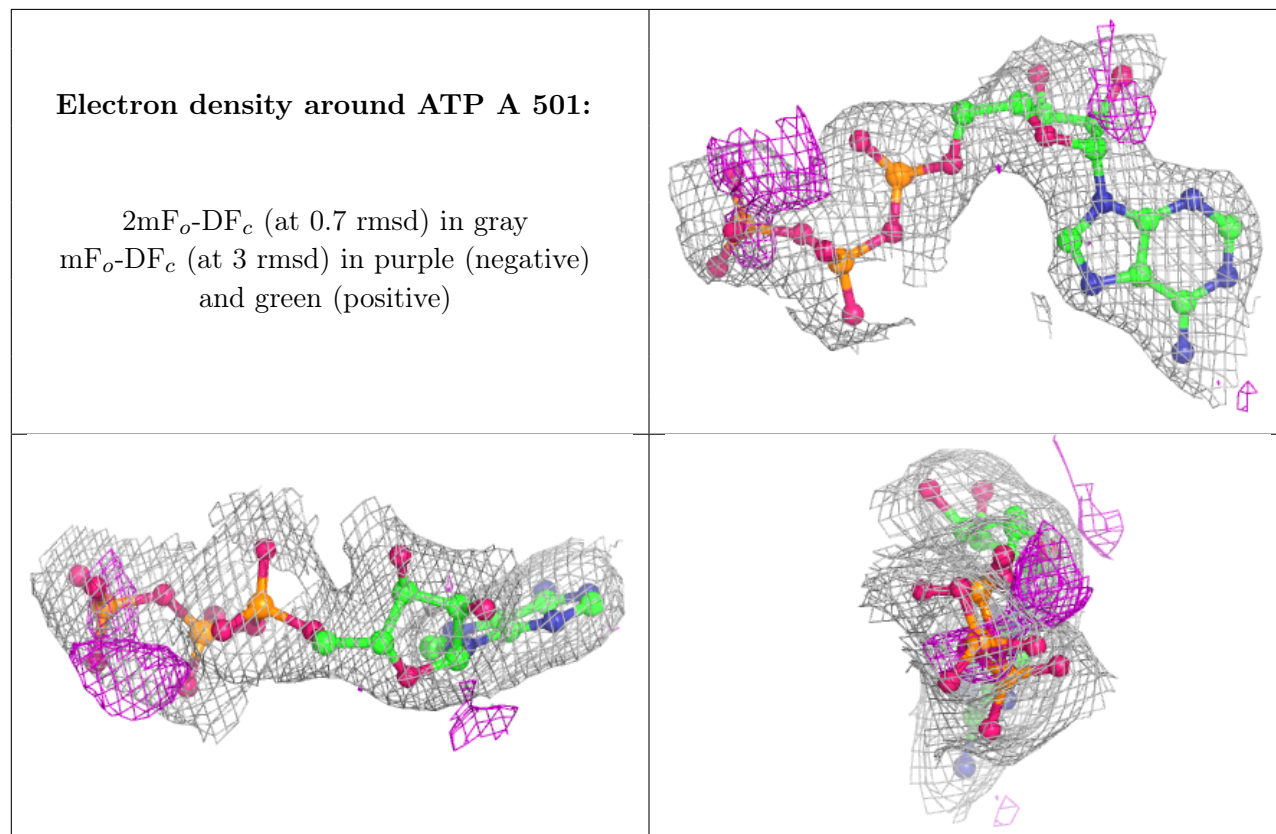 Electron density around ATP A 501:
2mFo-DFc (at 0.7 rmsd) in gray
mFo-DFc (at 3 rmsd) in purple (negative)
and green (positive)